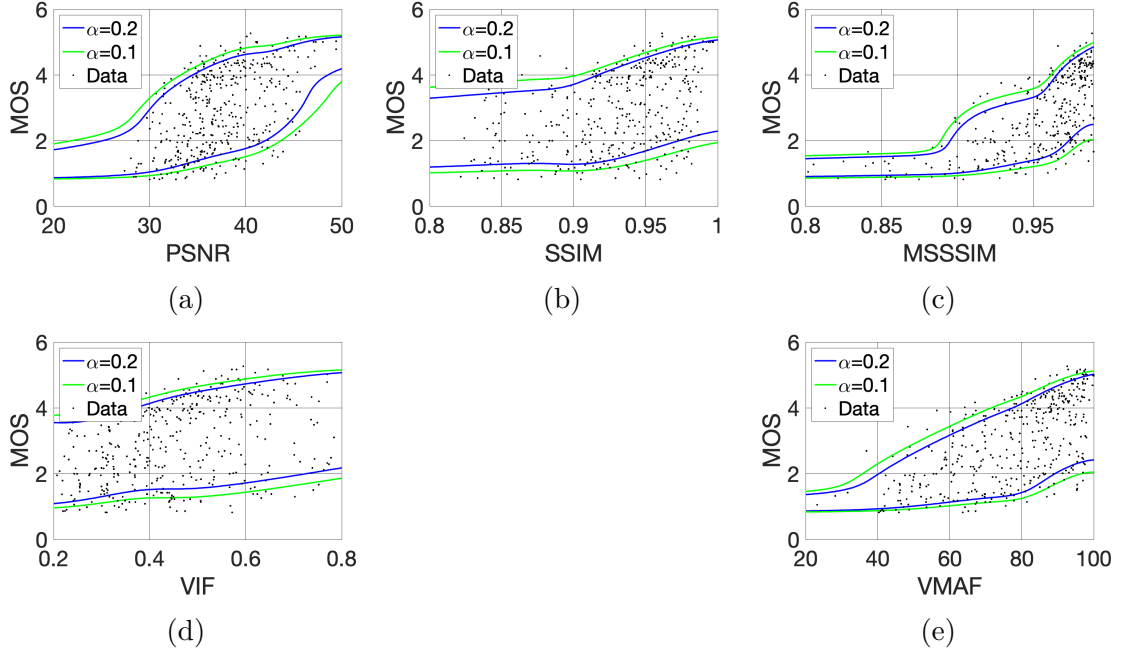 6
4
2
0
MOS
α=0.2
α=0.1
Data
20 30 40 50
PSNR
(a)
6
4
2
0
MOS
α=0.2
α=0.1
Data
0.8 0.85 0.9 0.95 1
SSIM
(b)
6
4
2
0
MOS
α=0.2
α=0.1
Data
0.8 0.85 0.9 0.95
MSSSIM
(c)
6
4
2
0
MOS
α=0.2
α=0.1
Data
0.2 0.4 0.6 0.8
VIF
(d)
6
4
2
0
MOS
α=0.2
α=0.1
Data
20 40 60 80 100
VMAF
(e)